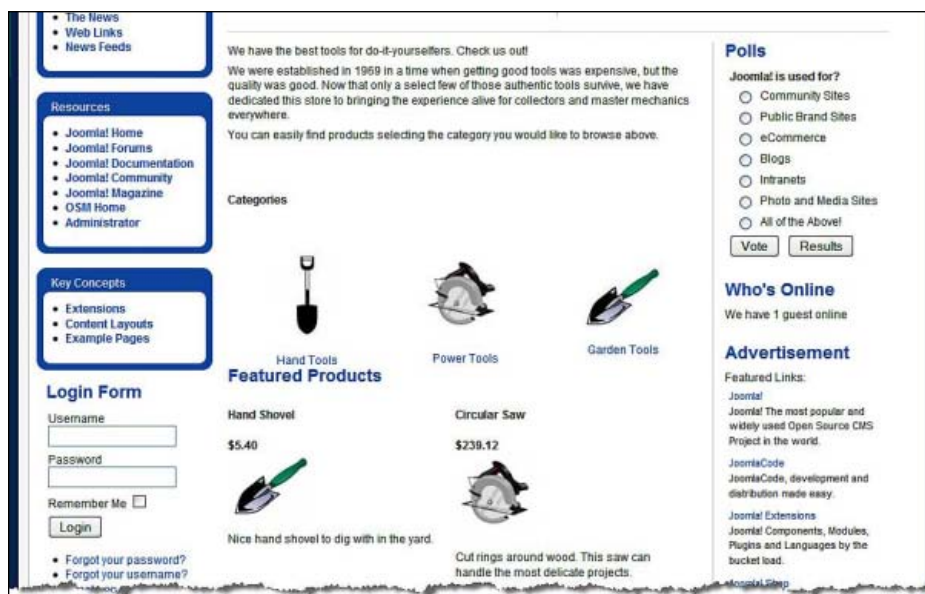 The News
Web Links
News Feeds
Resources
Joomla! Home
Joomla! Forums
Joomla! Documentation
Joomla! Community
Joomla! Magazine
OSM Home
Administrator
Key Concepts
Extensions
Content Layouts
Example Pages
Login Form
Username
Password
Remember Me
Login
Forgot your password?
Forgot your username?
We have the best tools for do-it-yourselfers. Check us out!
We were established in 1969 in a time when getting good tools was expensive, but the
quality was good. Now that only a select few of those authentic tools survive, we have
dedicated this store to bringing the experience alive for collectors and master mechanics
everywhere.
You can easily find products selecting the category you would like to browse above.
Categories
Hand Tools
Power Tools
Garden Tools
Featured Products
Hand Shovel
$5.40
Nice hand shovel to dig with in the yard.
Circular Saw
$239.12
Cut rings around wood. This saw can
handle the most delicate projects.
Polls
Joomla! is used for?
Community Sites
Public Brand Sites
eCommerce
Blogs
Intranets
Photo and Media Sites
All of the Above!
Vote Results
Who's Online
We have 1 guest online
Advertisement
Featured Links:
Joomla!
Joomla! The most popular and
widely used Open Source CMS
Project in the world.
JoomlaCode
JoomlaCode, development and
distribution made easy.
Joomla! Extensions
Joomla! Components, Modules,
Plugins and Languages by the
bucket load.
Joomla! Shop